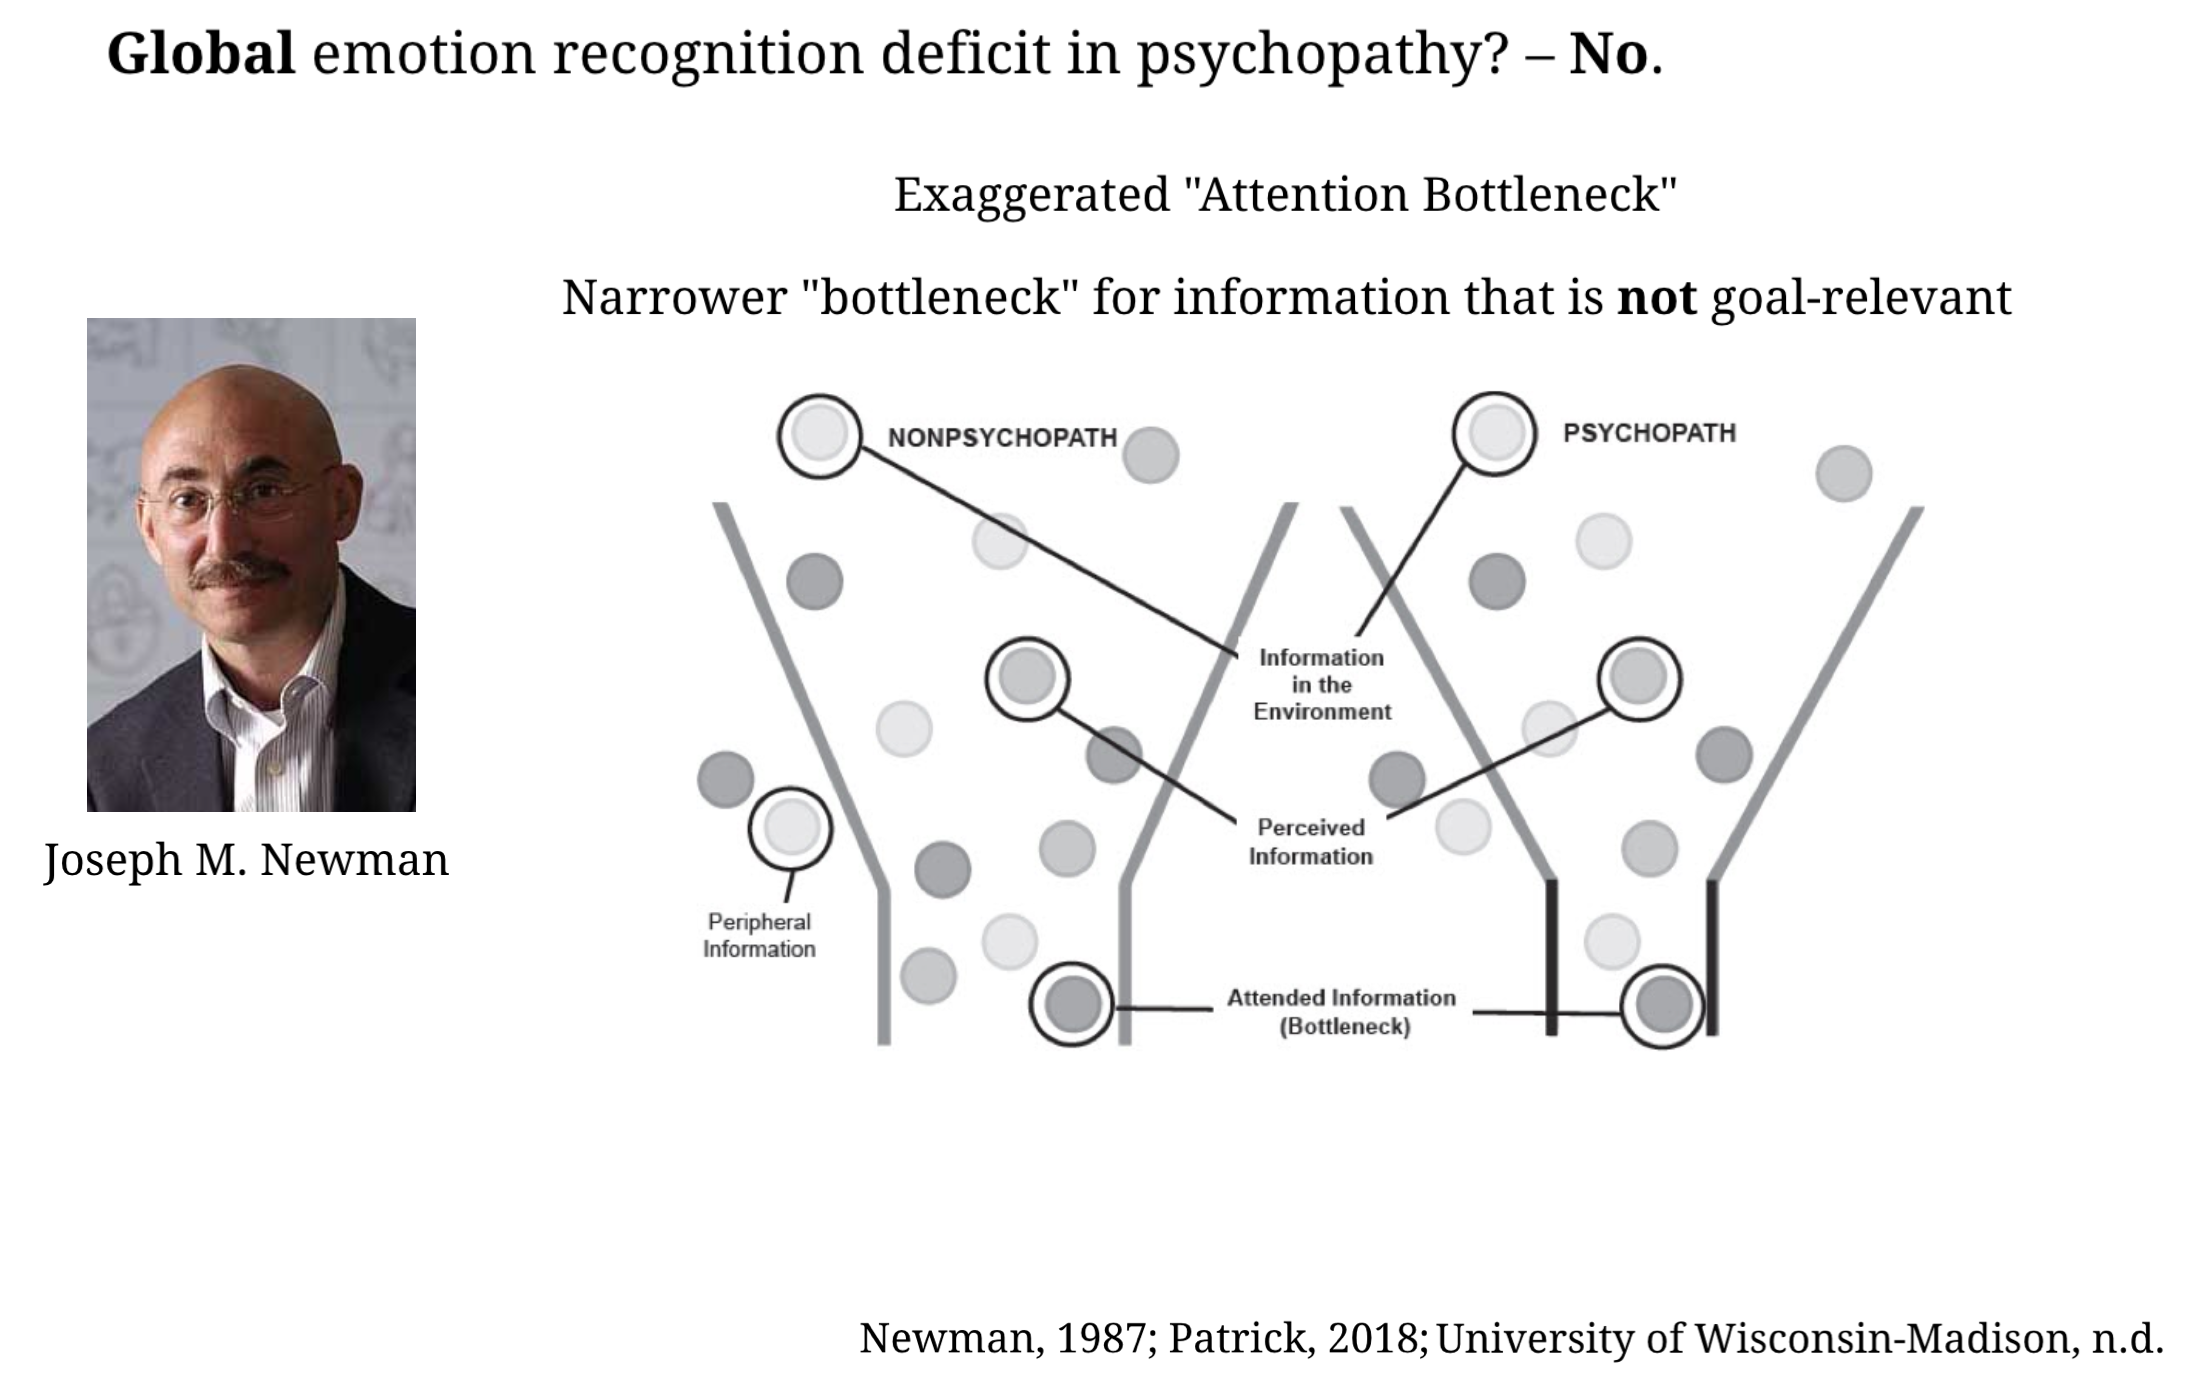 Global emotion recognition deficit in psychopathy? – No.
Exaggerated "Attention Bottleneck"
Narrower "bottleneck" for information that is not goal-relevant
NONPSYCHOPATH
PSYCHOPATH
Information
in the
Environment
Perceived
Information
Joseph M. Newman
Peripheral
Information
Attended Information
(Bottleneck)
Newman, 1987; Patrick, 2018; University of Wisconsin-Madison, n.d.